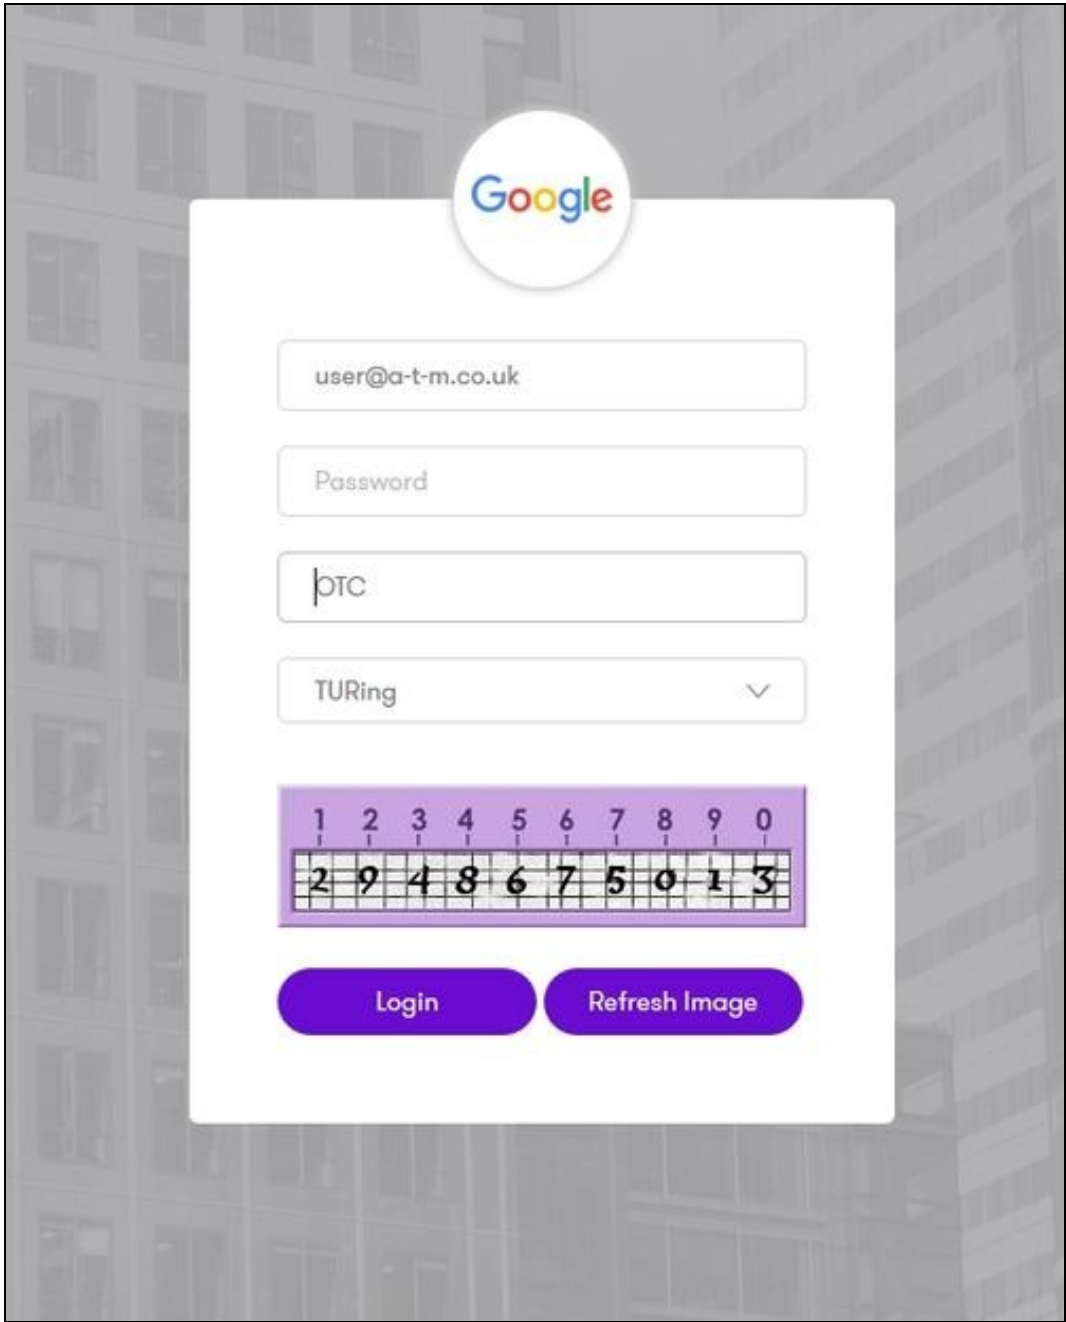 Google
user@a-t-m.co.uk
Password
OTC
TURing
1 2 3 4 5 6 7 8 9 0
2 9 4 8 6 7 5 0 1 3
Login Refresh Image